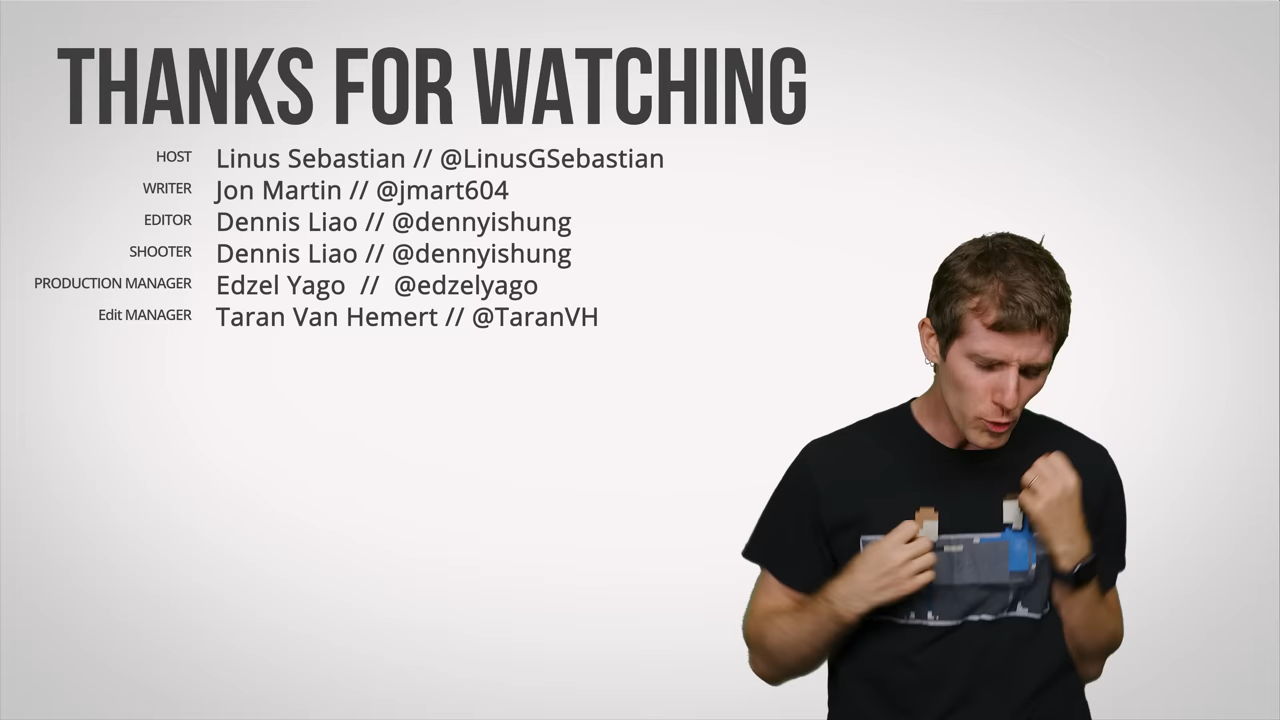 THANKS FOR WATCHING
HOST Linus Sebastian // @LinusGSebastian
WRITER Jon Martin // @jmart604
EDITOR Dennis Liao // @dennyishung
SHOOTER Dennis Liao // @dennyishung
PRODUCTION MANAGER Edzel Yago // @edzelyago
Edit MANAGER Taran Van Hemert // @TaranVH